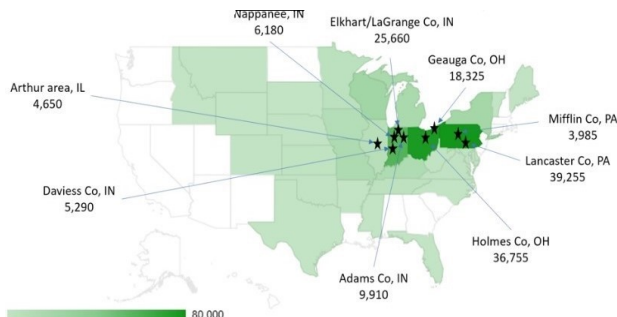 Nappanee, IN
6,180
Elkhart/LaGrange Co, IN
25,660
Geauga Co, OH
18,325
Arthur area, IL
4,650
Mifflin Co, PA
3,985
Lancaster Co, PA
39,255
Daviess Co, IN
5,290
Holmes Co, OH
36,755
Adams Co, IN
9,910
80,000